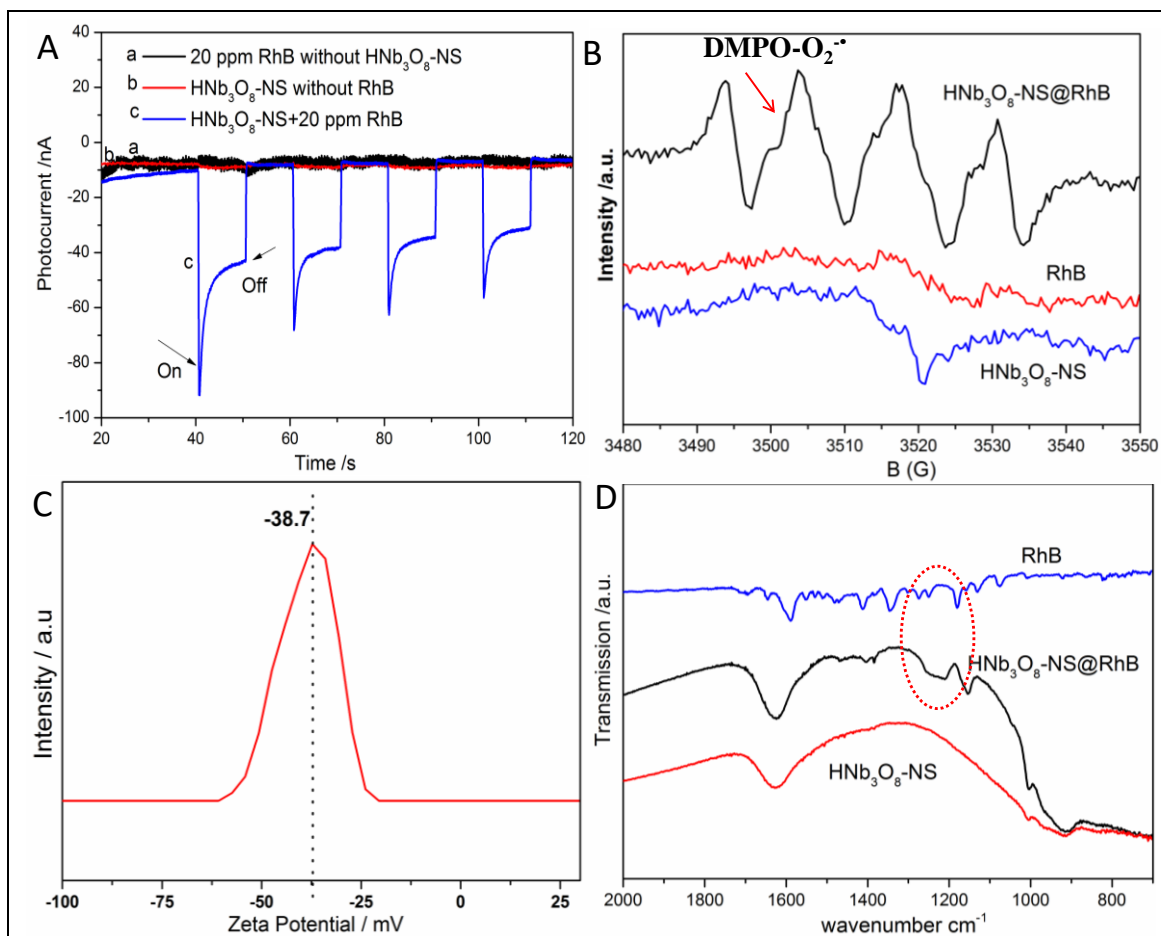 A
a 20 ppm RhB without HNb₃O₈-NS
b HNb₃O₈-NS without RhB
c HNb₃O₈-NS+20 ppm RhB
a
b
c
On
Off
40
20
0
-20
-40
-60
-80
-100
Photocurrent /nA
20 40 60 80 100 120
Time /s
B
DMPO-O₂⁻•
HNb₃O₈-NS@RhB
RhB
HNb₃O₈-NS
Intensity /a.u.
3480 3490 3500 3510 3520 3530 3540 3550
B (G)
C
-38.7
Intensity / a.u
-100 -75 -50 -25 0 25
Zeta Potential / mV
D
RhB
HNb₃O₈-NS@RhB
HNb₃O₈-NS
Transmission /a.u.
2000 1800 1600 1400 1200 1000 800
wavenumber cm⁻¹